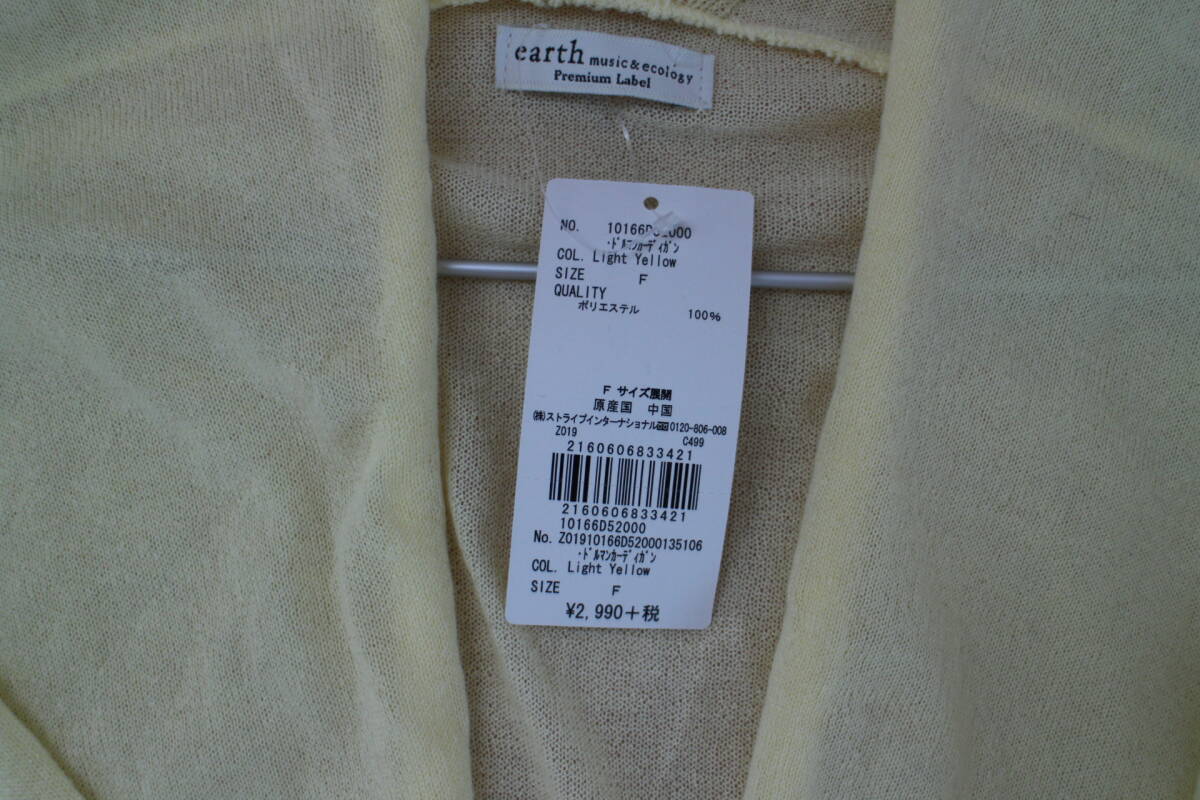 earth music&ecology
Premium Label
NO. 10166D52000
・ﾄﾞﾙﾏﾝｶｰﾃﾞｨｶﾞﾝ
COL. Light Yellow
SIZE F
QUALITY
ポリエステル 100%
F サイズ展開
原産国 中国
(株)ストライプインターナショナル 0120-806-008
Z019 C499
2160606833421
2160606833421
10166D52000
No. Z01910166D52000135106
・ﾄﾞﾙﾏﾝｶｰﾃﾞｨｶﾞﾝ
COL. Light Yellow
SIZE F
¥2,990+税